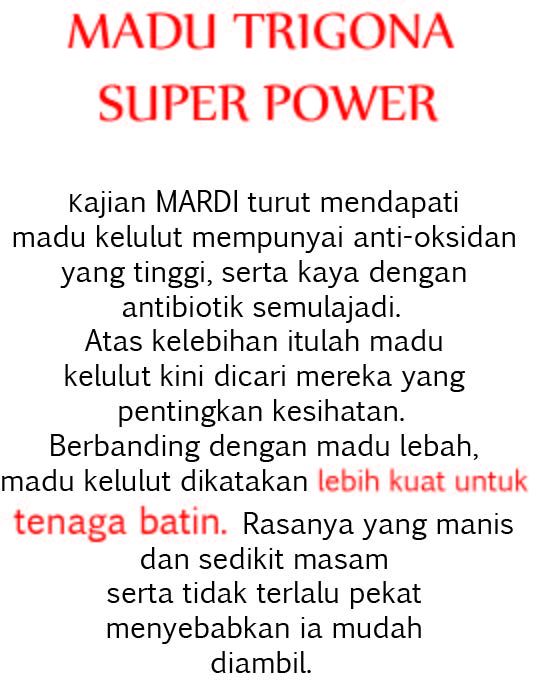 MADU TRIGONA
SUPER POWER
Kajian MARDI turut mendapati
madu kelulut mempunyai anti-oksidan
yang tinggi, serta kaya dengan
antibiotik semulajadi.
Atas kelebihan itulah madu
kelulut kini dicari mereka yang
pentingkan kesihatan.
Berbanding dengan madu lebah,
madu kelulut dikatakan lebih kuat untuk
tenaga batin. Rasanya yang manis
dan sedikit masam
serta tidak terlalu pekat
menyebabkan ia mudah
diambil.